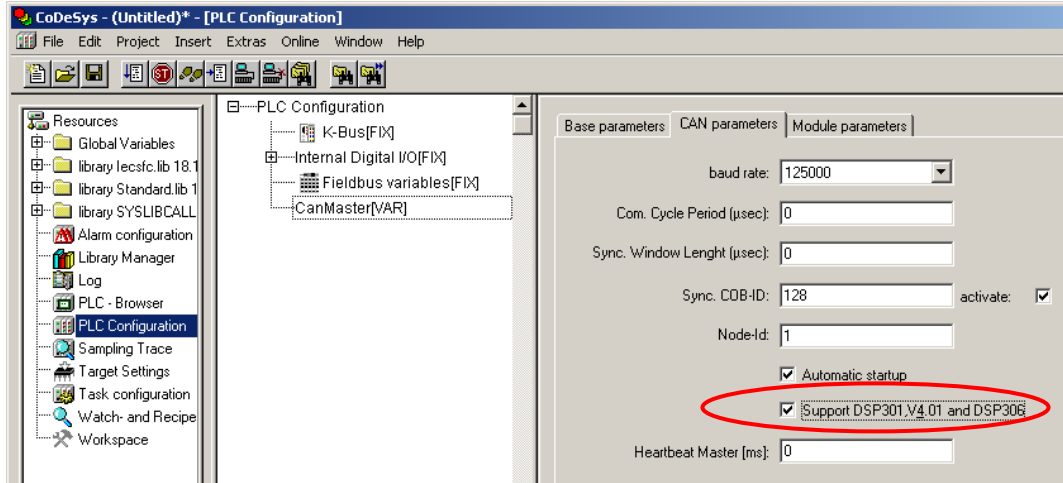 CoDeSys - (Untitled)* - [PLC Configuration]
File Edit Project Insert Extras Online Window Help
Resources
Global Variables
library Iecsfc.lib 18.1
library Standard.lib 1
library SYSLIBCALL
Alarm configuration
Library Manager
Log
PLC - Browser
PLC Configuration
Sampling Trace
Target Settings
Task configuration
Watch- and Recipe
Workspace
PLC Configuration
K-Bus[FIX]
Internal Digital I/O[FIX]
Fieldbus variables[FIX]
CanMaster[VAR]
Base parameters CAN parameters Module parameters
baud rate: 125000
Com. Cycle Period (µsec): 0
Sync. Window Lenght (µsec): 0
Sync. COB-ID: 128 activate:
Node-Id: 1
Automatic startup
Support DSP301,V4.01 and DSP306
Heartbeat Master [ms]: 0